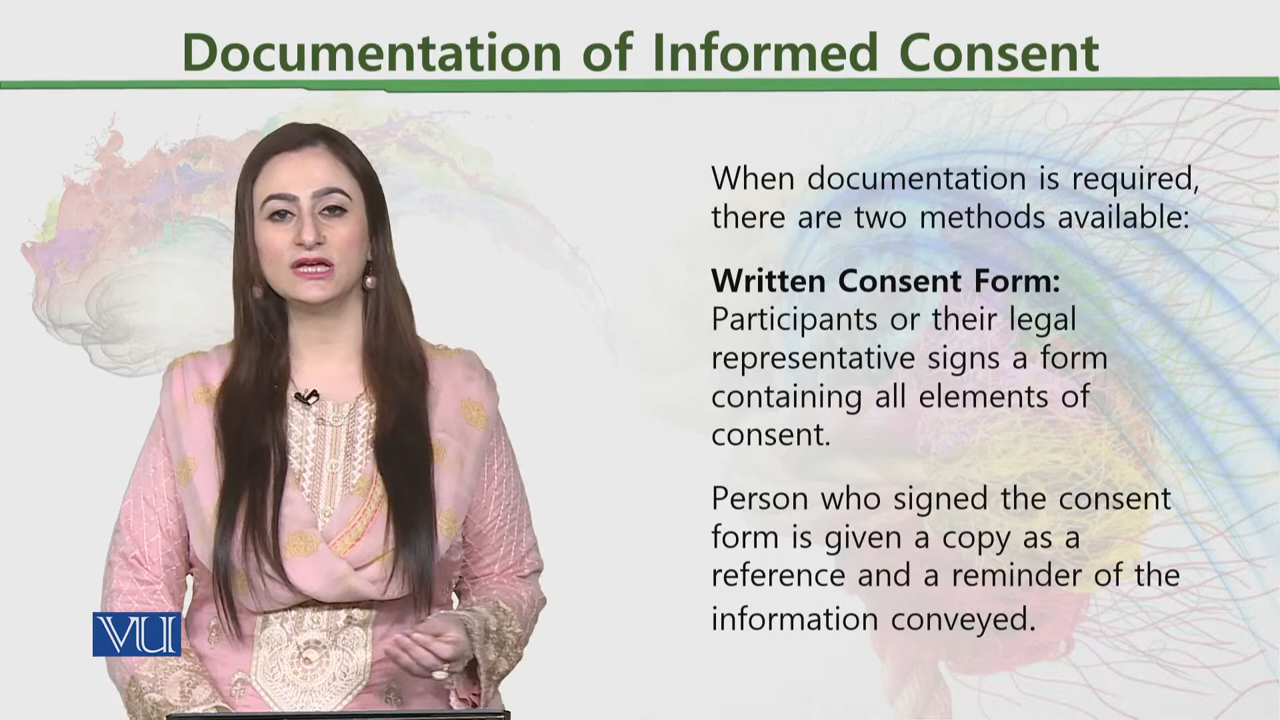 Documentation of Informed Consent
When documentation is required,
there are two methods available:
Written Consent Form:
Participants or their legal
representative signs a form
containing all elements of
consent.
Person who signed the consent
form is given a copy as a
reference and a reminder of the
information conveyed.
VU